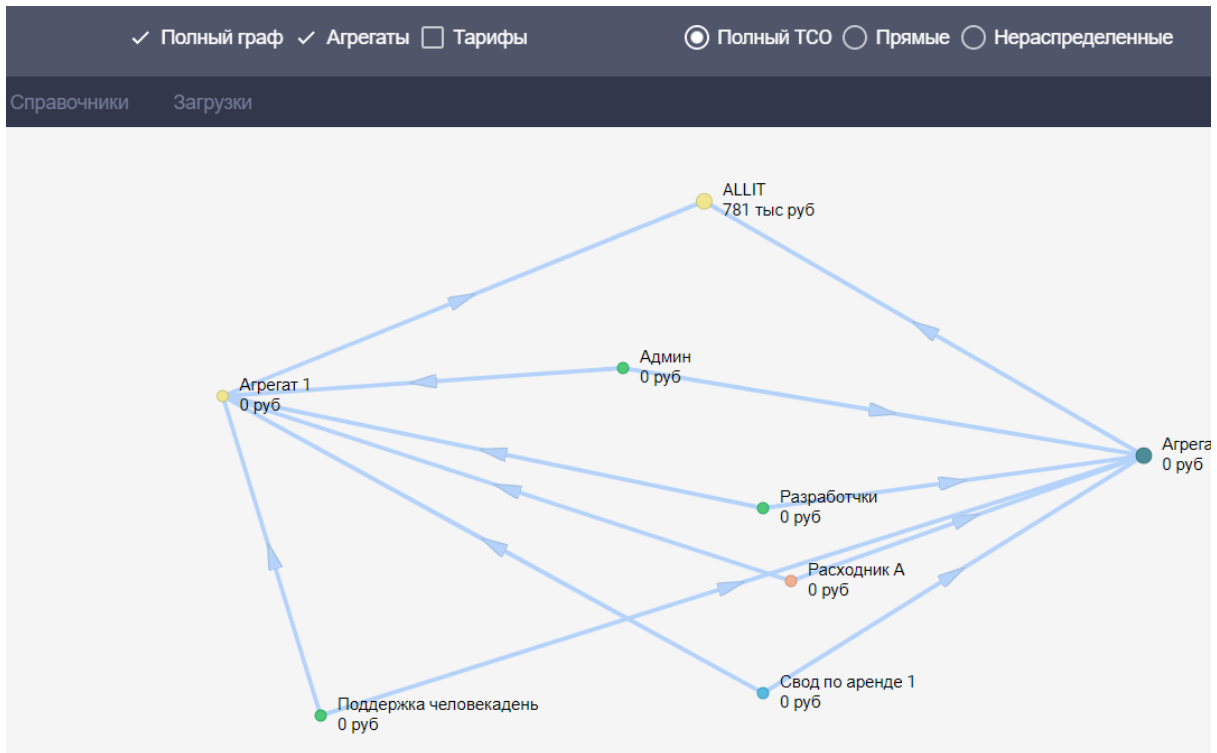 Полный граф Агрегаты Тарифы Полный ТСО Прямые Нераспределенные
Справочники Загрузки
ALLIT
781 тыс руб
Админ
0 руб
Агрегат 1
0 руб
Агрега
0 руб
Разработчки
0 руб
Расходник А
0 руб
Свод по аренде 1
0 руб
Поддержка человекадень
0 руб